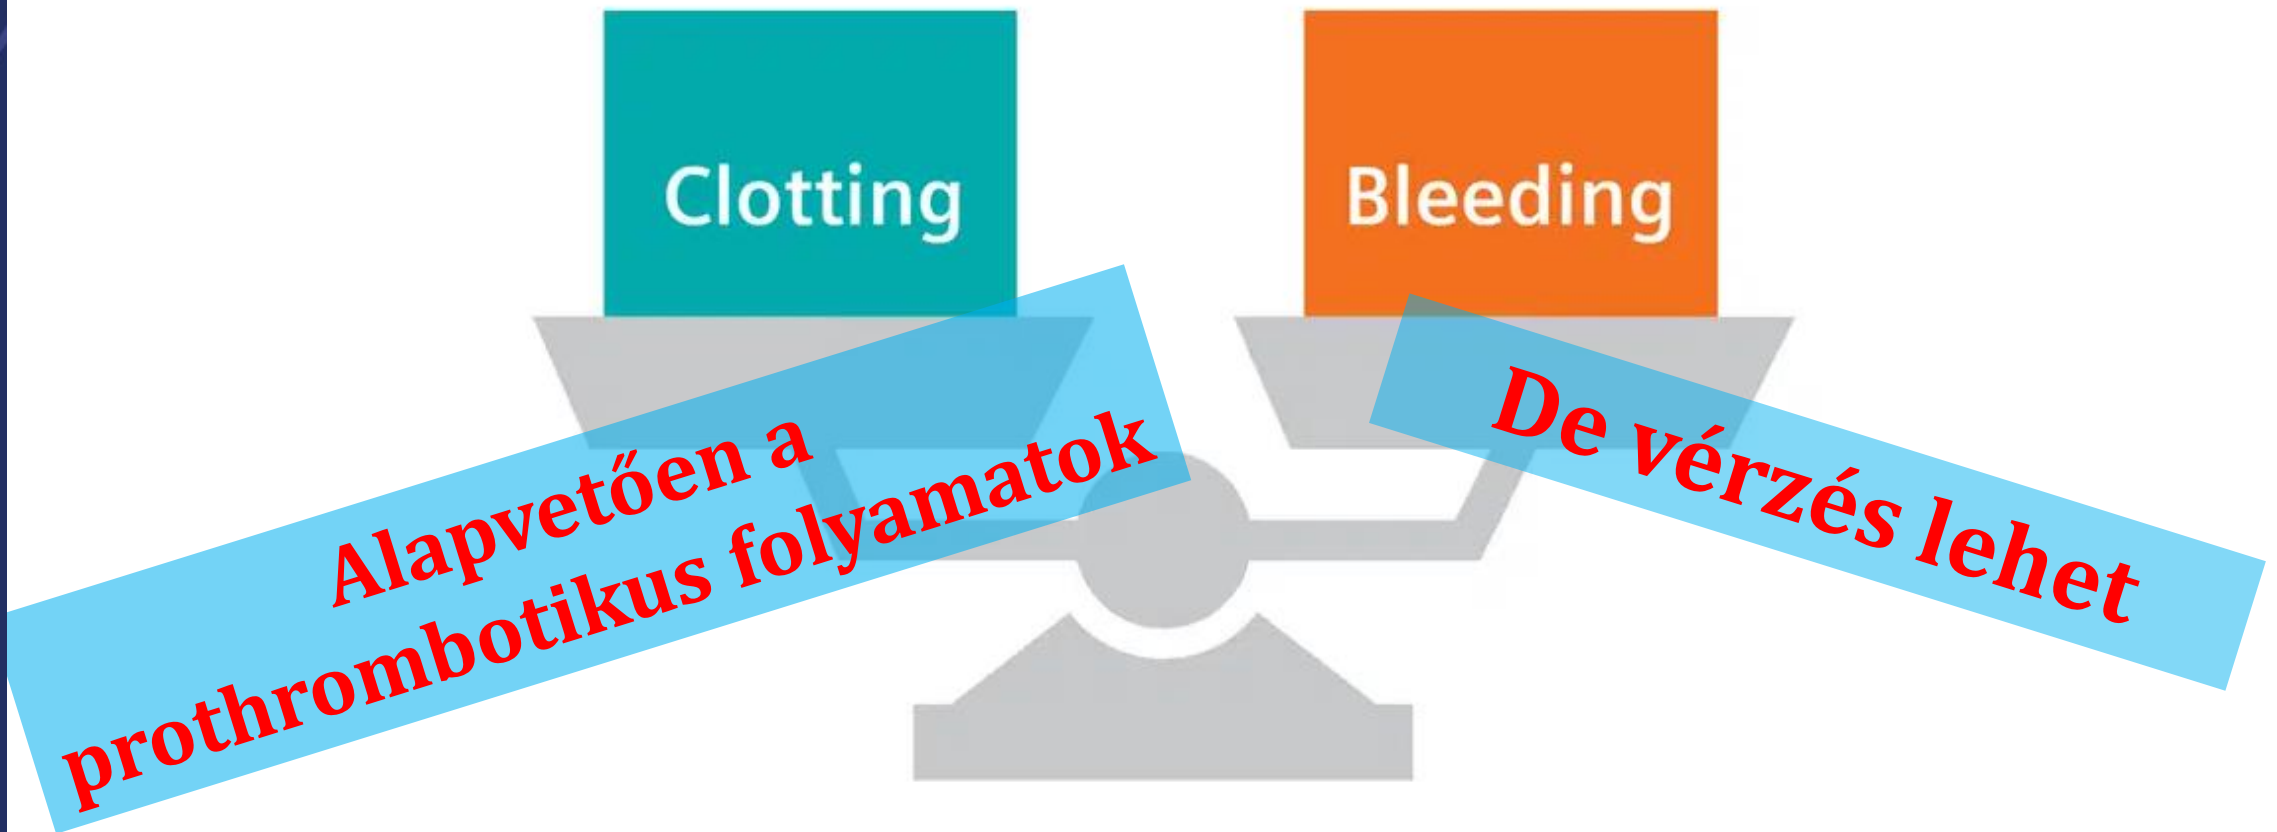 Clotting
Bleeding
Alapvetően a
prothrombotikus folyamatok
De vérzés lehet